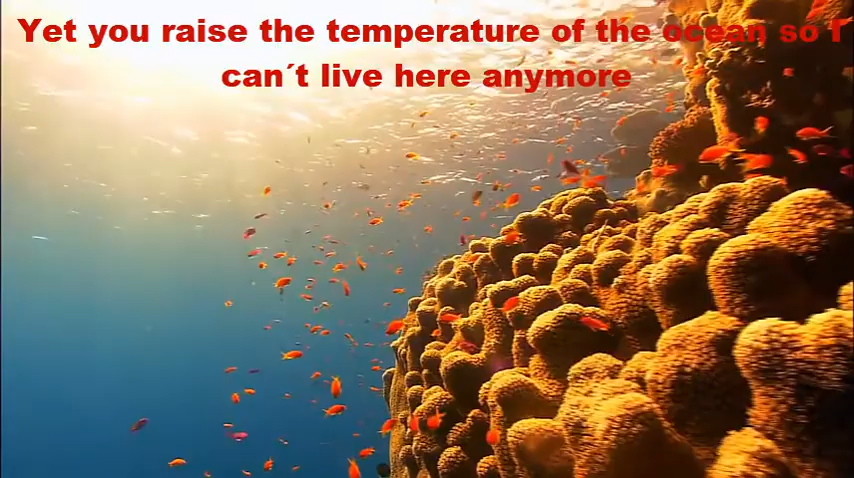 Yet you raise the temperature of the ocean so I
can´t live here anymore